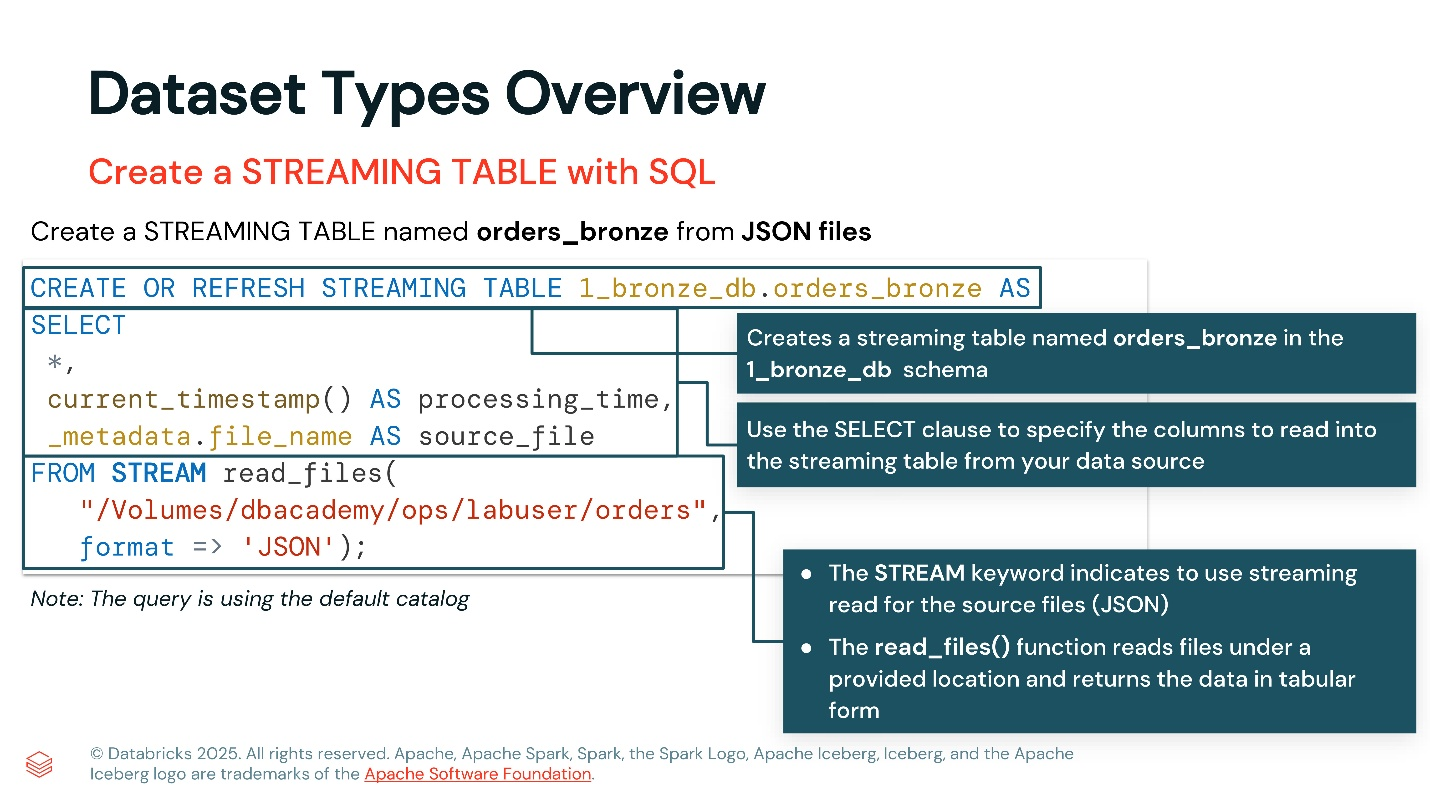 Dataset Types Overview
Create a STREAMING TABLE with SQL
Create a STREAMING TABLE named orders_bronze from JSON files
CREATE OR REFRESH STREAMING TABLE 1_bronze_db.orders_bronze AS
SELECT
*,
current_timestamp() AS processing_time,
_metadata.file_name AS source_file
FROM STREAM read_files(
"/Volumes/dbacademy/ops/labuser/orders",
format => 'JSON');
Creates a streaming table named orders_bronze in the
1_bronze_db schema
Use the SELECT clause to specify the columns to read into
the streaming table from your data source
● The STREAM keyword indicates to use streaming
read for the source files (JSON)
● The read_files() function reads files under a
provided location and returns the data in tabular
form
Note: The query is using the default catalog
© Databricks 2025. All rights reserved. Apache, Apache Spark, Spark, the Spark Logo, Apache Iceberg, Iceberg, and the Apache
Iceberg logo are trademarks of the Apache Software Foundation.